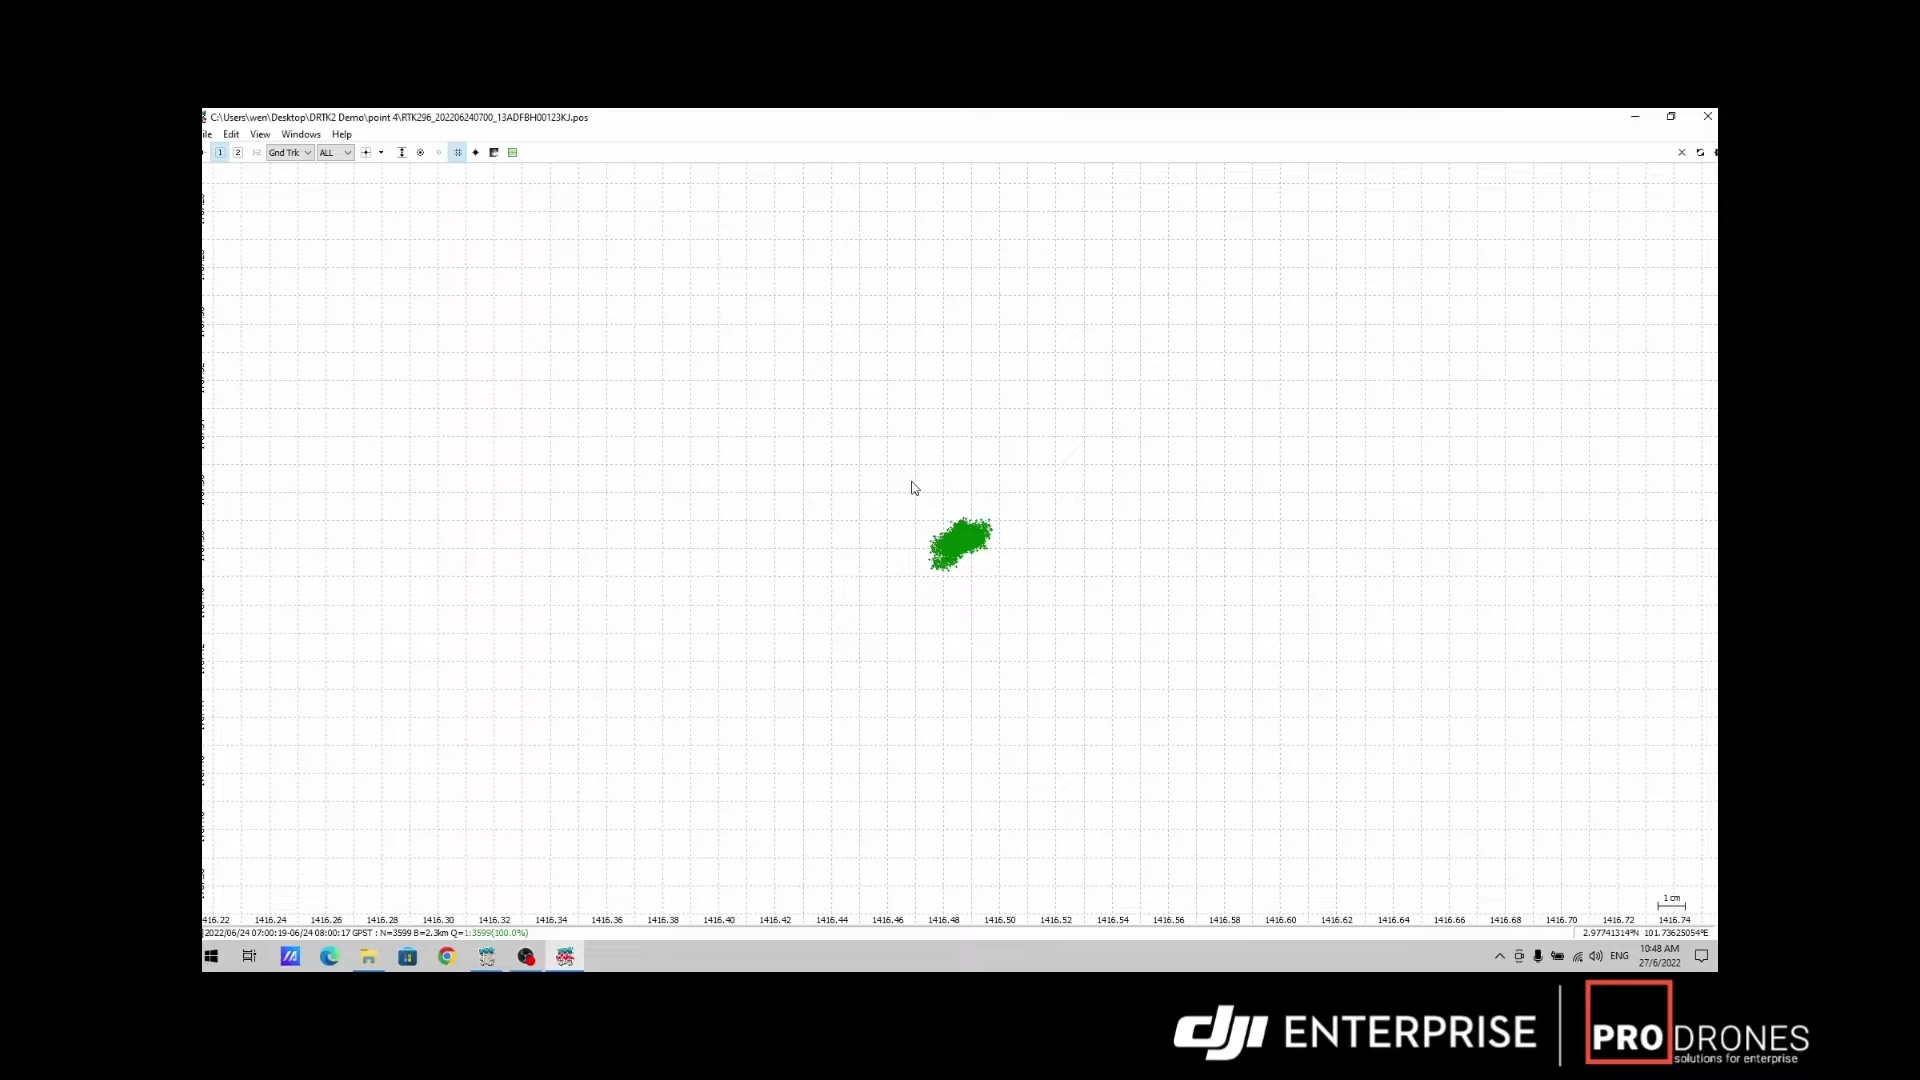 C:\Users\wen\Desktop\DRTK2 Demo\point 4\RTK296_202206240700_13ADFBH00123KJ.pos
ile Edit View Windows Help
1 2 Gnd Trk ALL
1 cm
416.22 1416.24 1416.26 1416.28 1416.30 1416.32 1416.34 1416.36 1416.38 1416.40 1416.42 1416.44 1416.46 1416.48 1416.50 1416.52 1416.54 1416.56 1416.58 1416.60 1416.62 1416.64 1416.66 1416.68 1416.70 1416.72 1416.74
2022/06/24 07:00:19-06/24 08:00:17 GPST : N=3599 B=2.3km Q=1:3599(100.0%) 2.97741314°N 101.73625054°E
ENG
10:48 AM
27/6/2022
dji ENTERPRISE
PRODRONES
solutions for enterprise